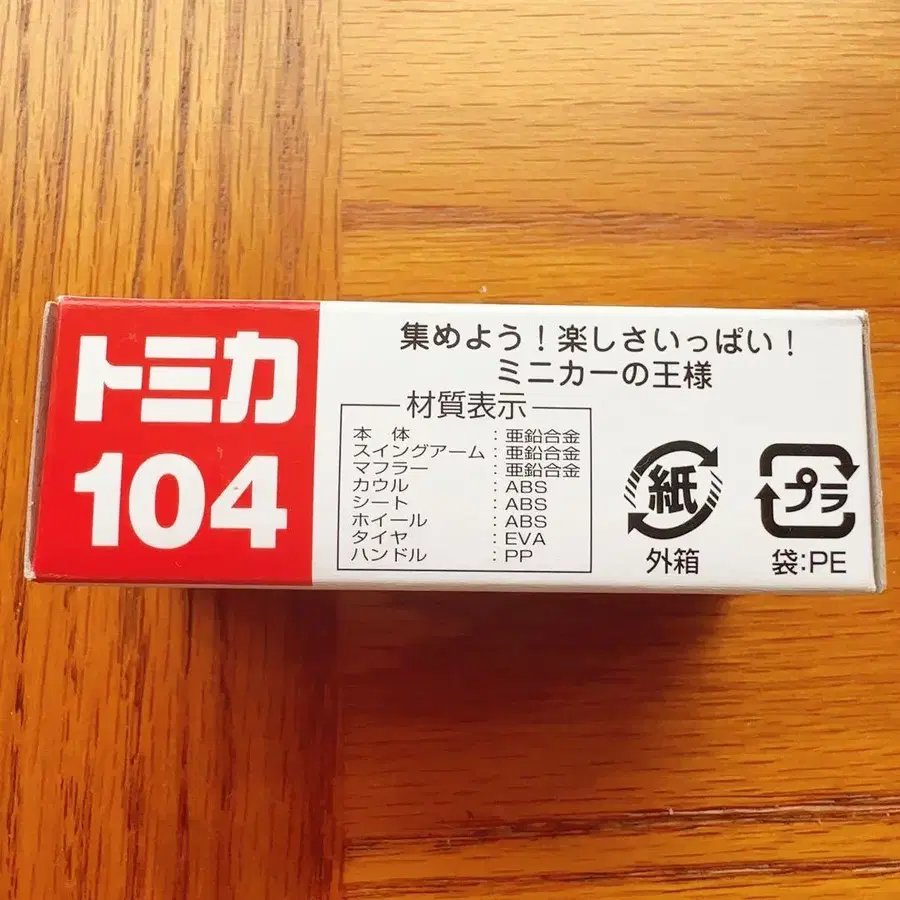 トミカ
104
集めよう！楽しさいっぱい！
ミニカーの王様
材質表示
本体：亜鉛合金
スイングアーム：亜鉛合金
マフラー：亜鉛合金
カウル：ABS
シート：ABS
ホイール：ABS
タイヤ：EVA
ハンドル：PP
紙
外箱
プラ
袋:PE